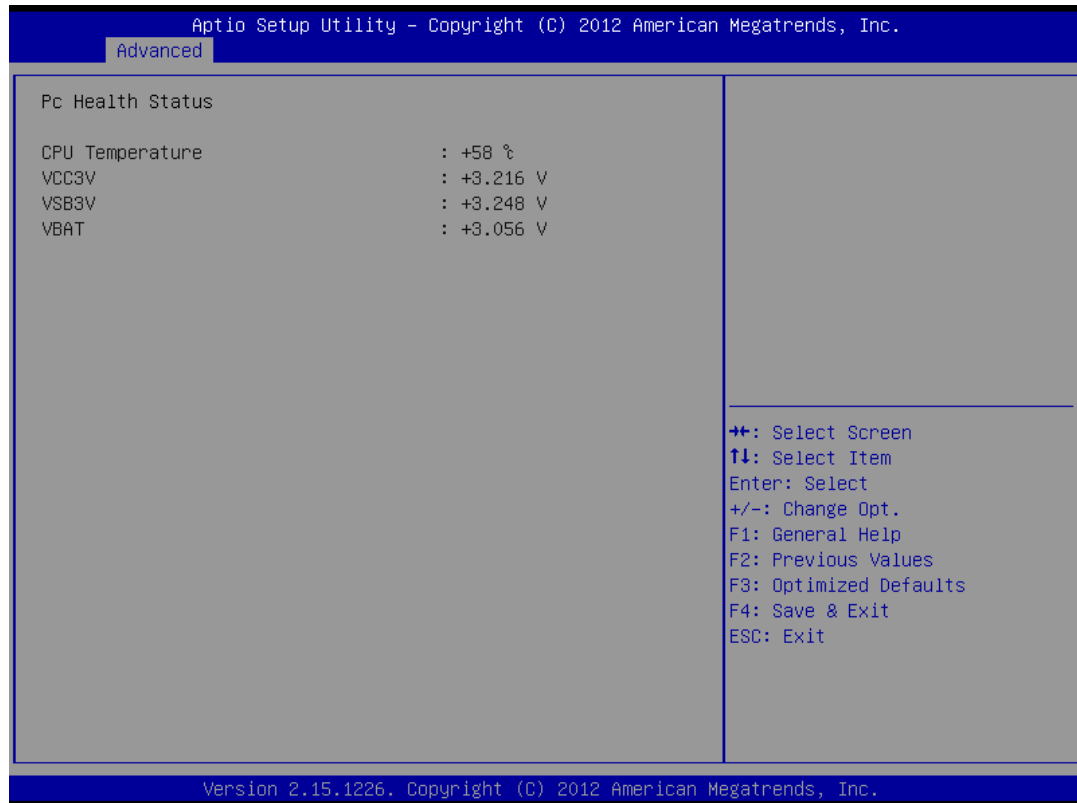 Aptio Setup Utility – Copyright (C) 2012 American Megatrends, Inc.
Advanced
Pc Health Status
CPU Temperature : +58 ℃
VCC3V : +3.216 V
VSB3V : +3.248 V
VBAT : +3.056 V
→←: Select Screen
↑↓: Select Item
Enter: Select
+/-: Change Opt.
F1: General Help
F2: Previous Values
F3: Optimized Defaults
F4: Save & Exit
ESC: Exit
Version 2.15.1226. Copyright (C) 2012 American Megatrends, Inc.